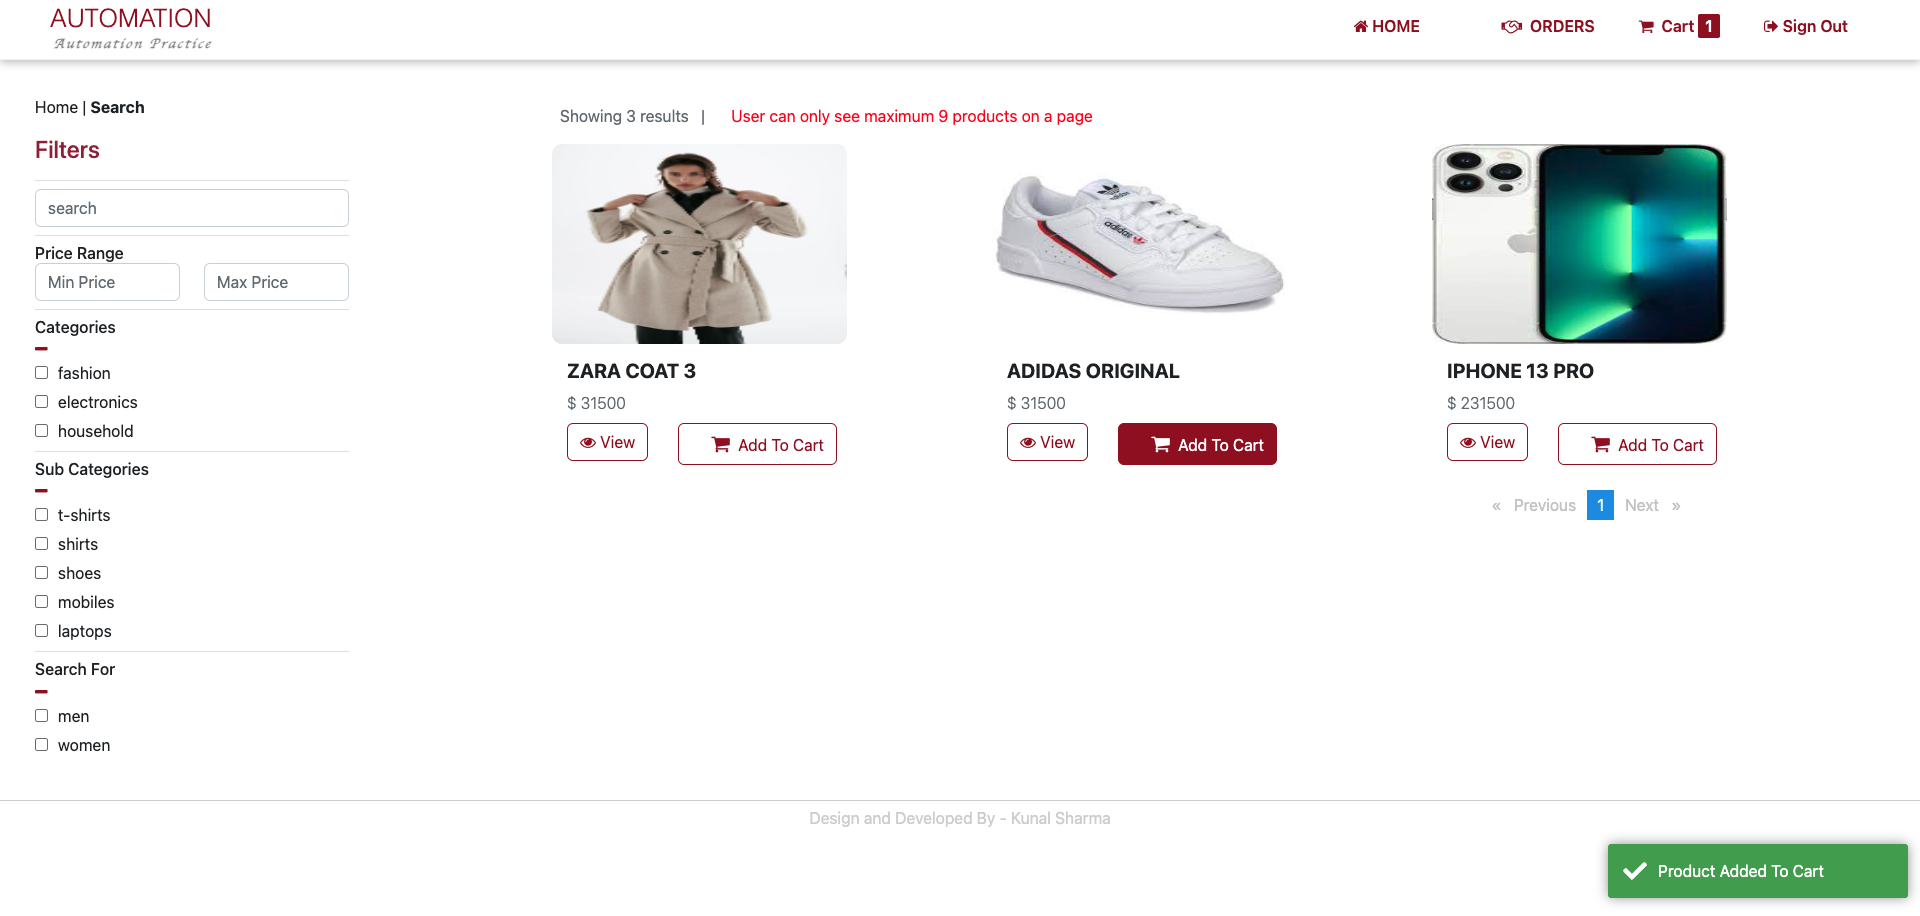 AUTOMATION
Automation Practice
HOME
ORDERS
Cart 1
Sign Out
Home | Search
Filters
search
Price Range
Min Price
Max Price
Categories
fashion
electronics
household
Sub Categories
t-shirts
shirts
shoes
mobiles
laptops
Search For
men
women
Showing 3 results |
User can only see maximum 9 products on a page
ZARA COAT 3
$ 31500
View
Add To Cart
adidas
adidas
ADIDAS ORIGINAL
$ 31500
View
Add To Cart
IPHONE 13 PRO
$ 231500
View
Add To Cart
« Previous 1 Next »
Design and Developed By - Kunal Sharma
Product Added To Cart